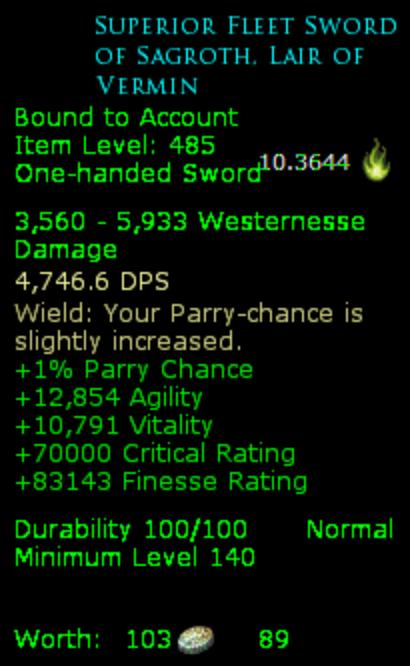 Superior Fleet Sword
of Sagroth, Lair of
Vermin
Bound to Account
Item Level: 485
One-handed Sword 10.3644
3,560 - 5,933 Westernesse
Damage
4,746.6 DPS
Wield: Your Parry-chance is
slightly increased.
+1% Parry Chance
+12,854 Agility
+10,791 Vitality
+70000 Critical Rating
+83143 Finesse Rating
Durability 100/100 Normal
Minimum Level 140
Worth: 103 89